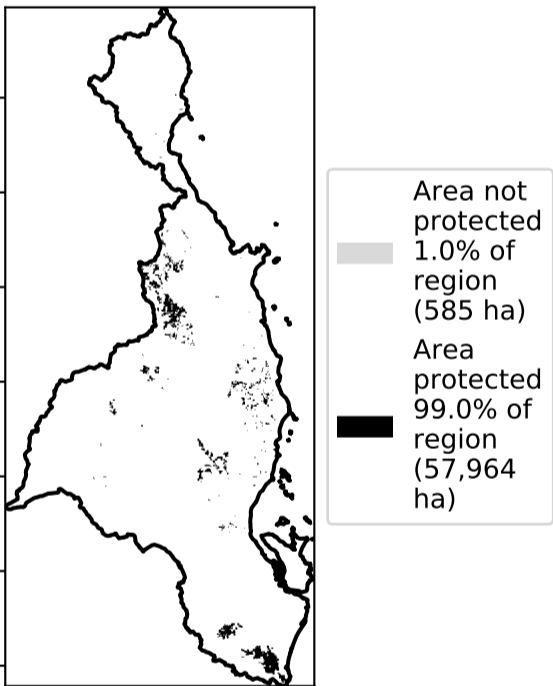 Area not
protected
1.0% of
region
(585 ha)
Area
protected
99.0% of
region
(57,964
ha)